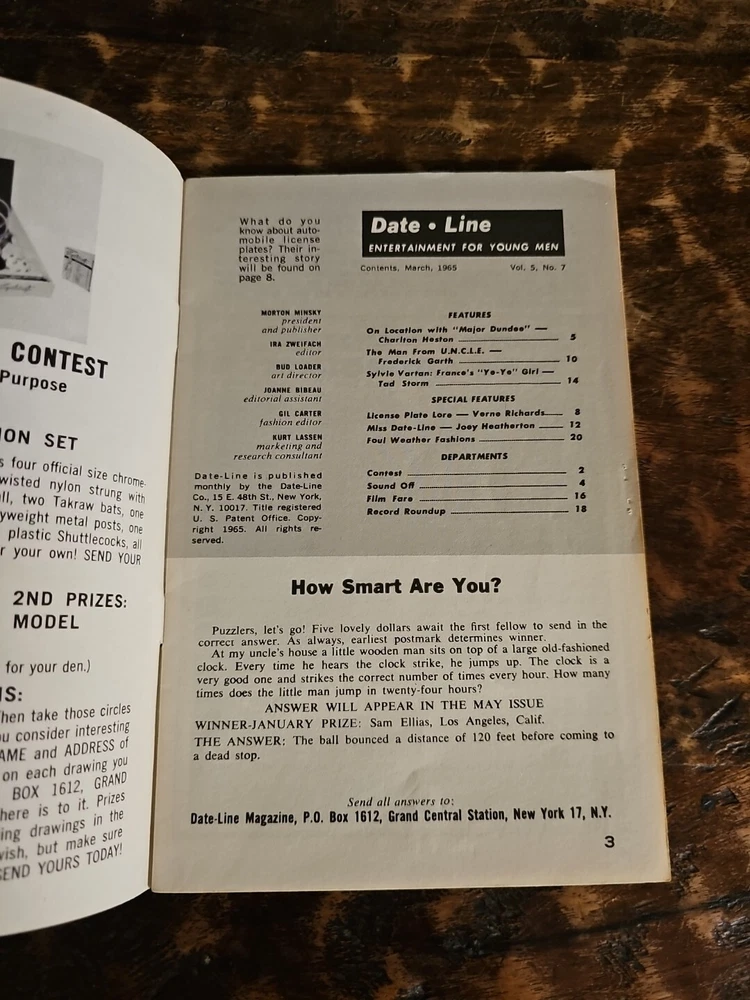 CONTEST
Purpose
ION SET
s four official size chrome-
wisted nylon strung with
all, two Takraw bats, one
yweight metal posts, one
plastic Shuttlecocks, all
r your own! SEND YOUR
2ND PRIZES:
MODEL
for your den.)
NS:
hen take those circles
u consider interesting
AME and ADDRESS of
on each drawing you
BOX 1612, GRAND
here is to it. Prizes
ing drawings in the
wish, but make sure
SEND YOURS TODAY!
What do you
know about auto-
mobile license
plates? Their in-
teresting story
will be found on
page 8.
MORTON MINSKY
president
and publisher
IRA ZWEIFACH
editor
BUD LOADER
art director
JOANNE BIBEAU
editorial assistant
GIL CARTER
fashion editor
KURT LASSEN
marketing and
research consultant
Date-Line is published
monthly by the Date-Line
Co., 15 E. 48th St., New York,
N. Y. 10017. Title registered
U. S. Patent Office. Copy-
right 1965. All rights re-
served.
Date • Line
ENTERTAINMENT FOR YOUNG MEN
Contents, March, 1965 Vol. 5, No. 7
FEATURES
On Location with "Major Dundee" —
Charlton Heston 5
The Man From U.N.C.L.E. —
Frederick Garth 10
Sylvie Vartan: France's "Ye-Ye" Girl —
Tad Storm 14
SPECIAL FEATURES
License Plate Lore — Verne Richards 8
Miss Date-Line — Joey Heatherton 12
Foul Weather Fashions 20
DEPARTMENTS
Contest 2
Sound Off 4
Film Fare 16
Record Roundup 18
How Smart Are You?
Puzzlers, let's go! Five lovely dollars await the first fellow to send in the
correct answer. As always, earliest postmark determines winner.
At my uncle's house a little wooden man sits on top of a large old-fashioned
clock. Every time he hears the clock strike, he jumps up. The clock is a
very good one and strikes the correct number of times every hour. How many
times does the little man jump in twenty-four hours?
ANSWER WILL APPEAR IN THE MAY ISSUE
WINNER-JANUARY PRIZE: Sam Ellias, Los Angeles, Calif.
THE ANSWER: The ball bounced a distance of 120 feet before coming to
a dead stop.
Send all answers to:
Date-Line Magazine, P.O. Box 1612, Grand Central Station, New York 17, N.Y.
3